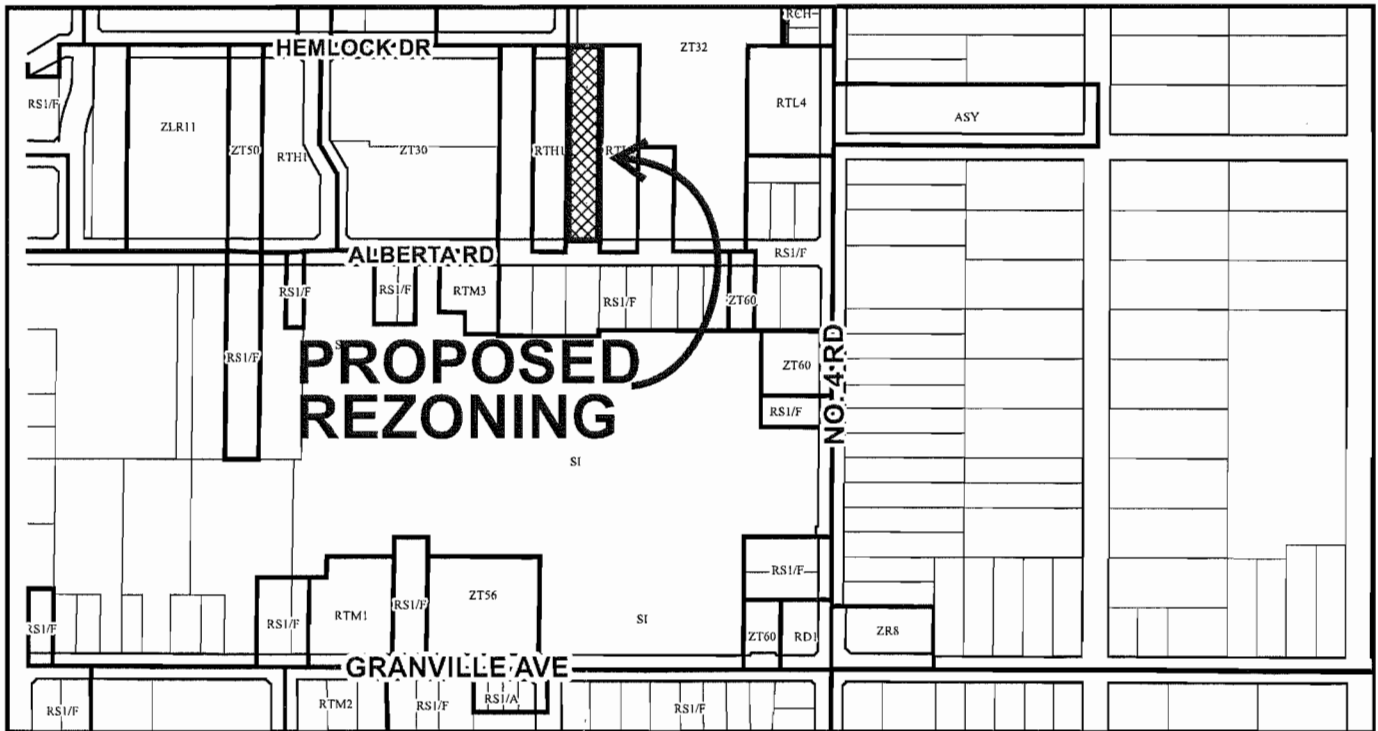 RCH
HEMLOCK DR
ZT32
RS1/F
ZLR11
ZT50
RTH1
ZT30
RTH1
RTL4
ASY
ALBERTA RD
RS1/F
RS1/F
RS1/F
RTM3
RS1/F
ZT60
RS1/F
PROPOSED
REZONING
ZT60
RS1/F
NO. 4 RD
SI
RS1/F
RS1/F
RS1/F
RTM1
RS1/F
ZT56
SI
ZT60
RD1
ZR8
GRANVILLE AVE
RS1/F
RTM2
RS1/F
RS1/A
RS1/F